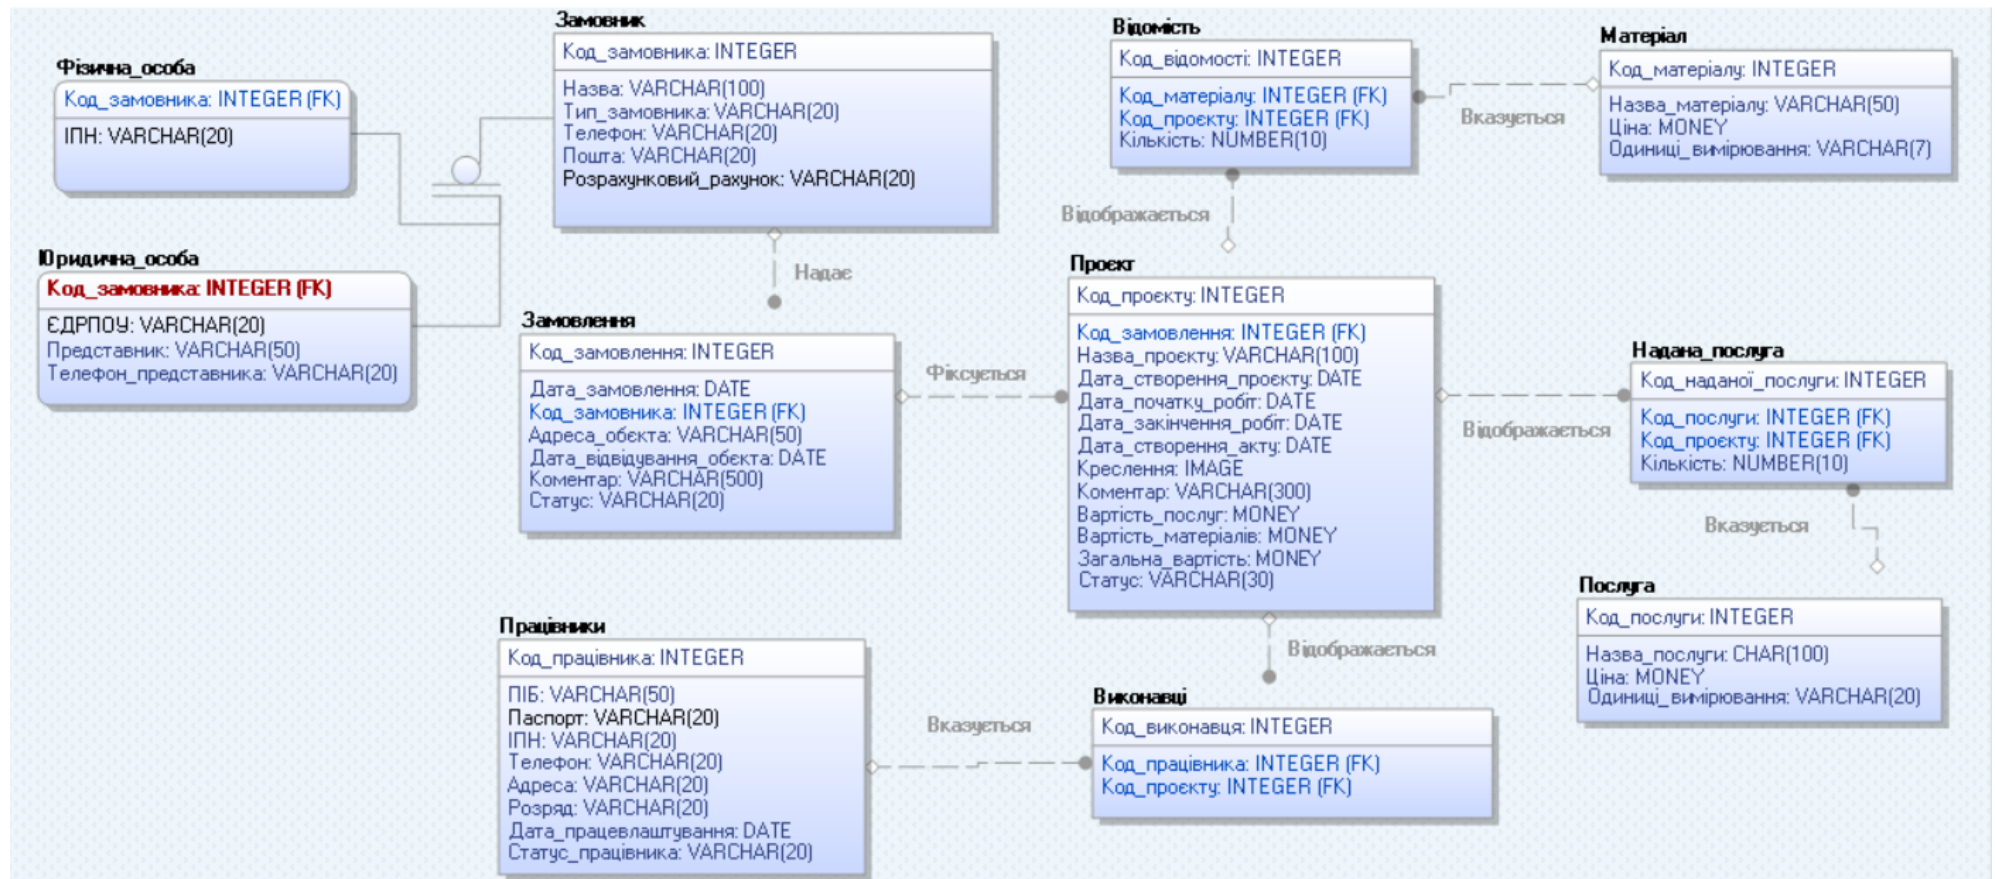 Фізична_особа
Код_замовника: INTEGER (FK)
ІПН: VARCHAR(20)
Юридична_особа
Код_замовника: INTEGER (FK)
ЄДРПОУ: VARCHAR(20)
Представник: VARCHAR(50)
Телефон_представника: VARCHAR(20)
Замовник
Код_замовника: INTEGER
Назва: VARCHAR(100)
Тип_замовника: VARCHAR(20)
Телефон: VARCHAR(20)
Пошта: VARCHAR(20)
Розрахунковий_рахунок: VARCHAR(20)
Надає
Замовлення
Код_замовлення: INTEGER
Дата_замовлення: DATE
Код_замовника: INTEGER (FK)
Адреса_обєкта: VARCHAR(50)
Дата_відвідування_обєкта: DATE
Коментар: VARCHAR(500)
Статус: VARCHAR(20)
Фіксується
Працівники
Код_працівника: INTEGER
ПІБ: VARCHAR(50)
Паспорт: VARCHAR(20)
ІПН: VARCHAR(20)
Телефон: VARCHAR(20)
Адреса: VARCHAR(20)
Розряд: VARCHAR(20)
Дата_працевлаштування: DATE
Статус_працівника: VARCHAR(20)
Вказується
Відомість
Код_відомості: INTEGER
Код_матеріалу: INTEGER (FK)
Код_проєкту: INTEGER (FK)
Кількість: NUMBER(10)
Вказується
Відображається
Матеріал
Код_матеріалу: INTEGER
Назва_матеріалу: VARCHAR(50)
Ціна: MONEY
Одиниці_вимірювання: VARCHAR(7)
Проєкт
Код_проєкту: INTEGER
Код_замовлення: INTEGER (FK)
Назва_проєкту: VARCHAR(100)
Дата_створення_проєкту: DATE
Дата_початку_робіт: DATE
Дата_закінчення_робіт: DATE
Дата_створення_акту: DATE
Креслення: IMAGE
Коментар: VARCHAR(300)
Вартість_послуг: MONEY
Вартість_матеріалів: MONEY
Загальна_вартість: MONEY
Статус: VARCHAR(30)
Відображається
Надана_послуга
Код_наданої_послуги: INTEGER
Код_послуги: INTEGER (FK)
Код_проєкту: INTEGER (FK)
Кількість: NUMBER(10)
Вказується
Послуга
Код_послуги: INTEGER
Назва_послуги: CHAR(100)
Ціна: MONEY
Одиниці_вимірювання: VARCHAR(20)
Відображається
Виконавці
Код_виконавця: INTEGER
Код_працівника: INTEGER (FK)
Код_проєкту: INTEGER (FK)